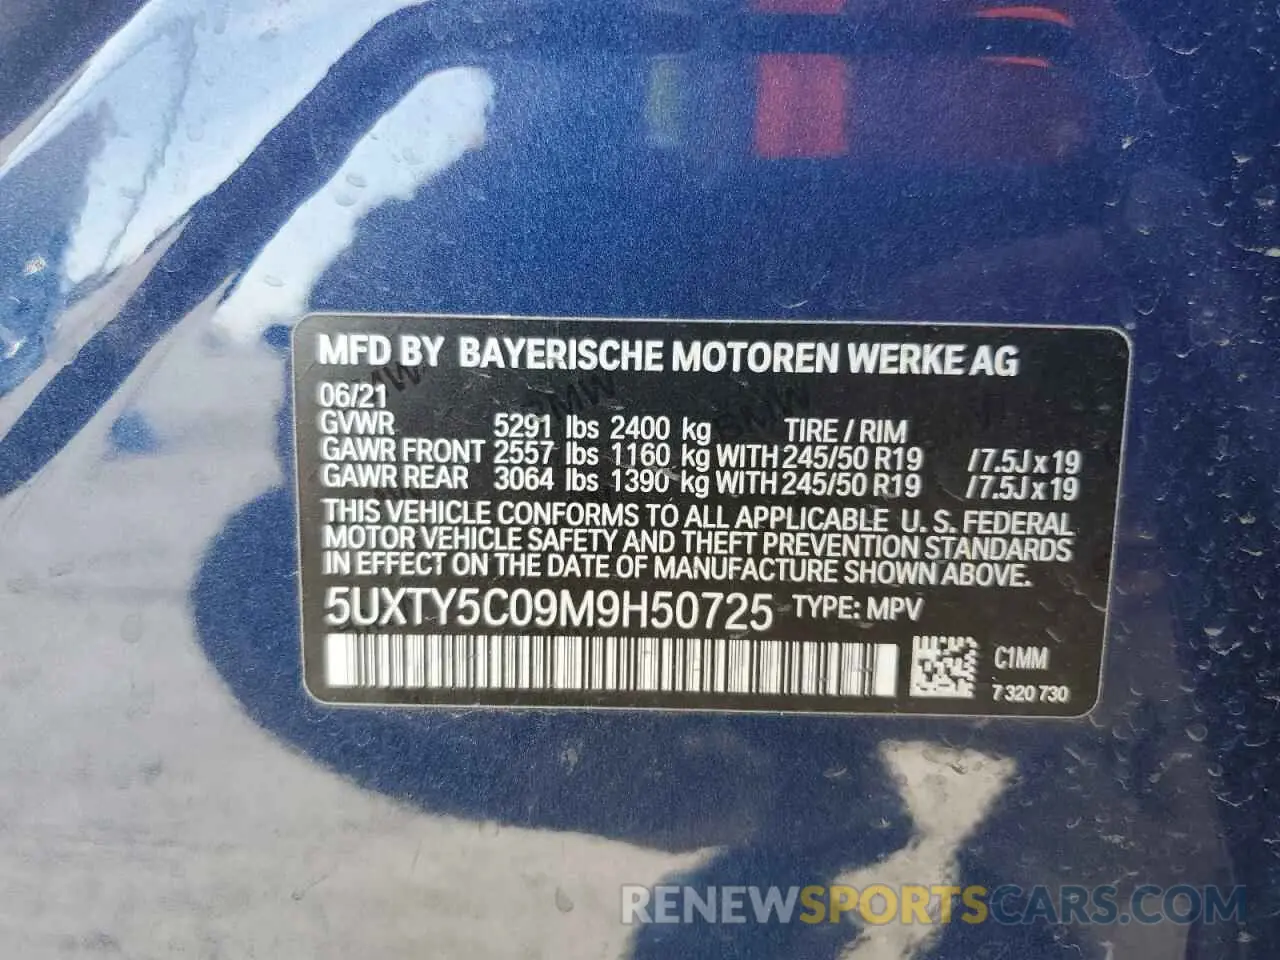 MFD BY BAYERISCHE MOTOREN WERKE AG
06/21
GVWR 5291 lbs 2400 kg TIRE / RIM
GAWR FRONT 2557 lbs 1160 kg WITH 245/50 R19 /7.5J x 19
GAWR REAR 3064 lbs 1390 kg WITH 245/50 R19 /7.5J x 19
THIS VEHICLE CONFORMS TO ALL APPLICABLE U. S. FEDERAL
MOTOR VEHICLE SAFETY AND THEFT PREVENTION STANDARDS
IN EFFECT ON THE DATE OF MANUFACTURE SHOWN ABOVE.
5UXTY5C09M9H50725 TYPE: MPV
C1MM
7 320 730
RENEWSPORTSCARS.COM